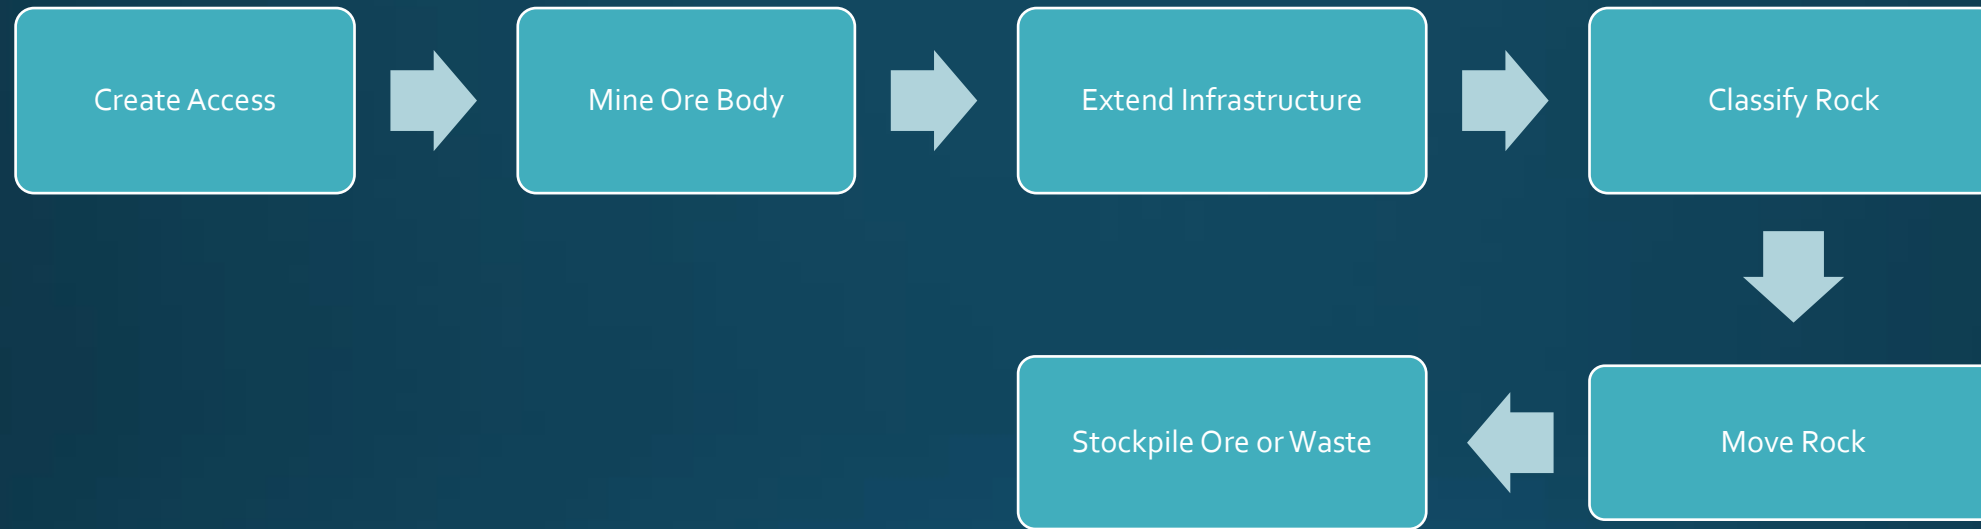 Create Access
Mine Ore Body
Extend Infrastructure
Classify Rock
Move Rock
Stockpile Ore or Waste